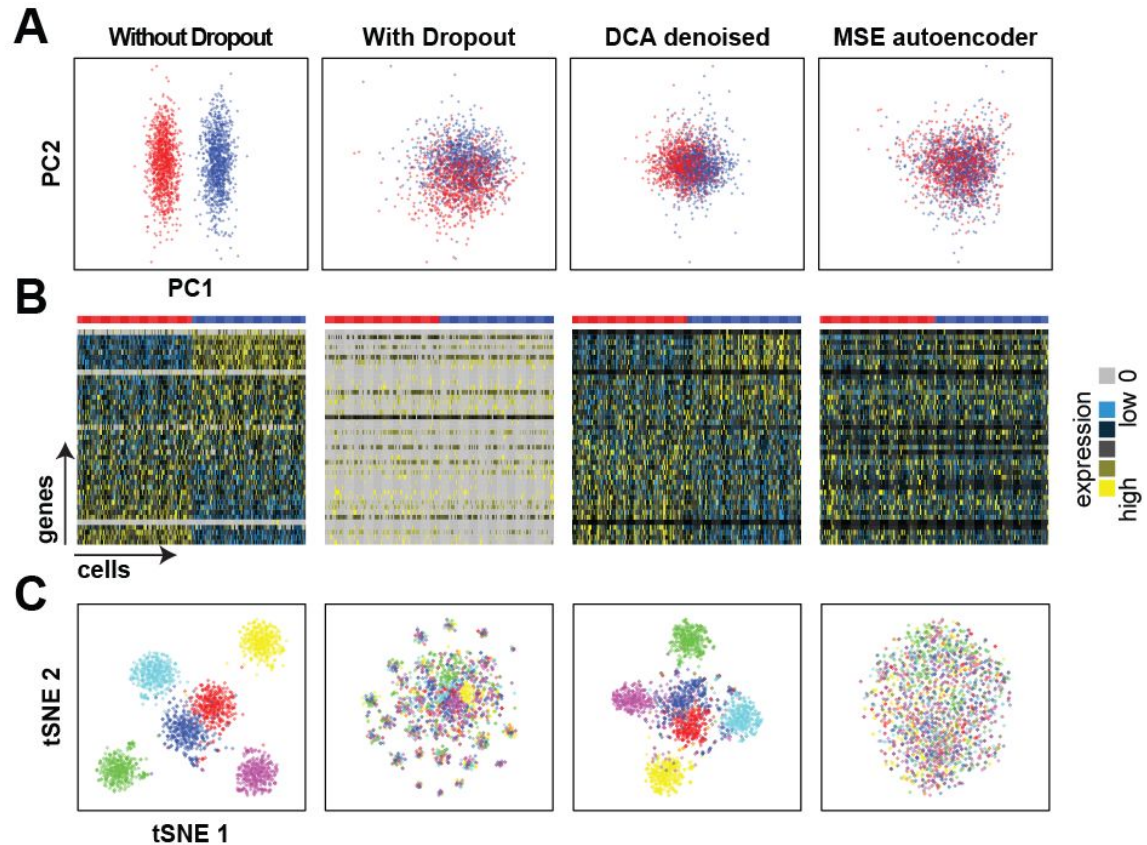 A
Without Dropout
With Dropout
DCA denoised
MSE autoencoder
PC2
PC1
B
genes
cells
expression
0
low
high
C
tSNE 2
tSNE 1